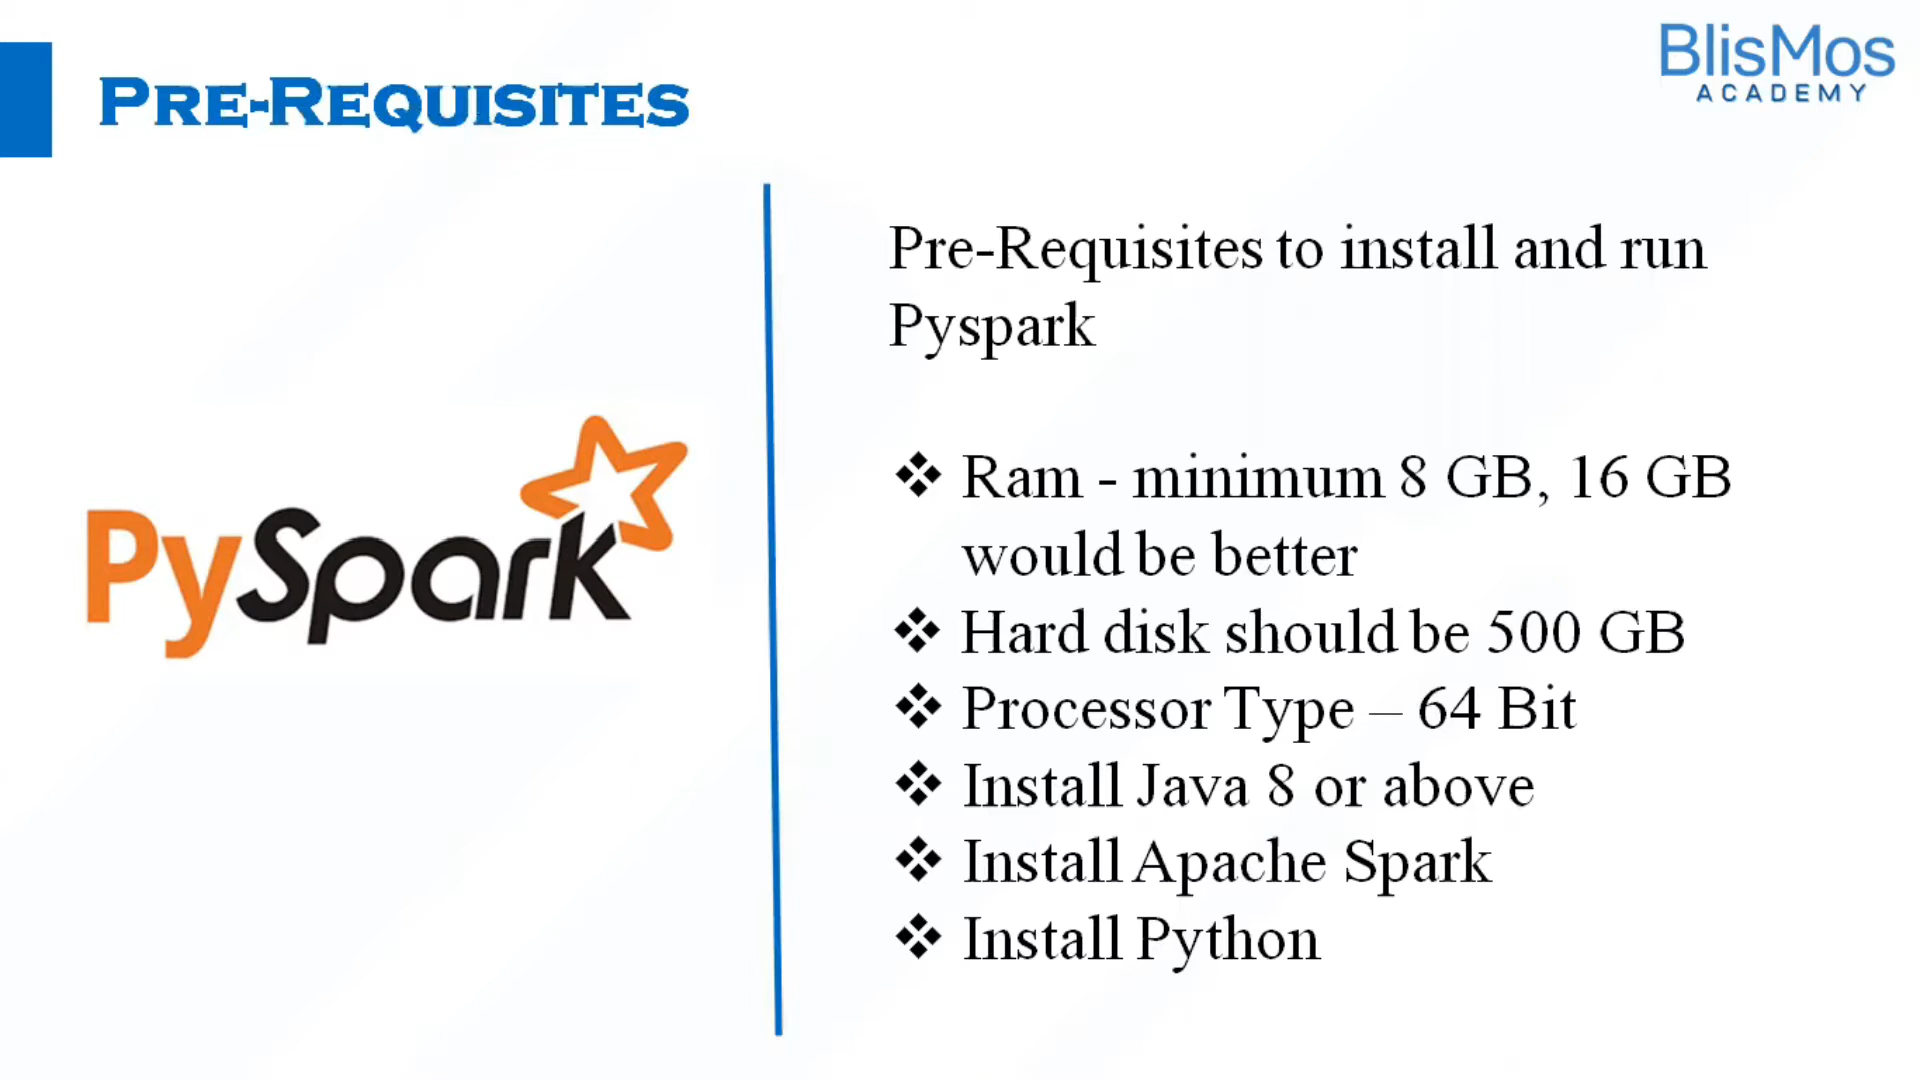 BlisMos
ACADEMY
PRE-REQUISITES
Pre-Requisites to install and run
Pyspark
PySpark
❖ Ram - minimum 8 GB, 16 GB
would be better
❖ Hard disk should be 500 GB
❖ Processor Type – 64 Bit
❖ Install Java 8 or above
❖ Install Apache Spark
❖ Install Python